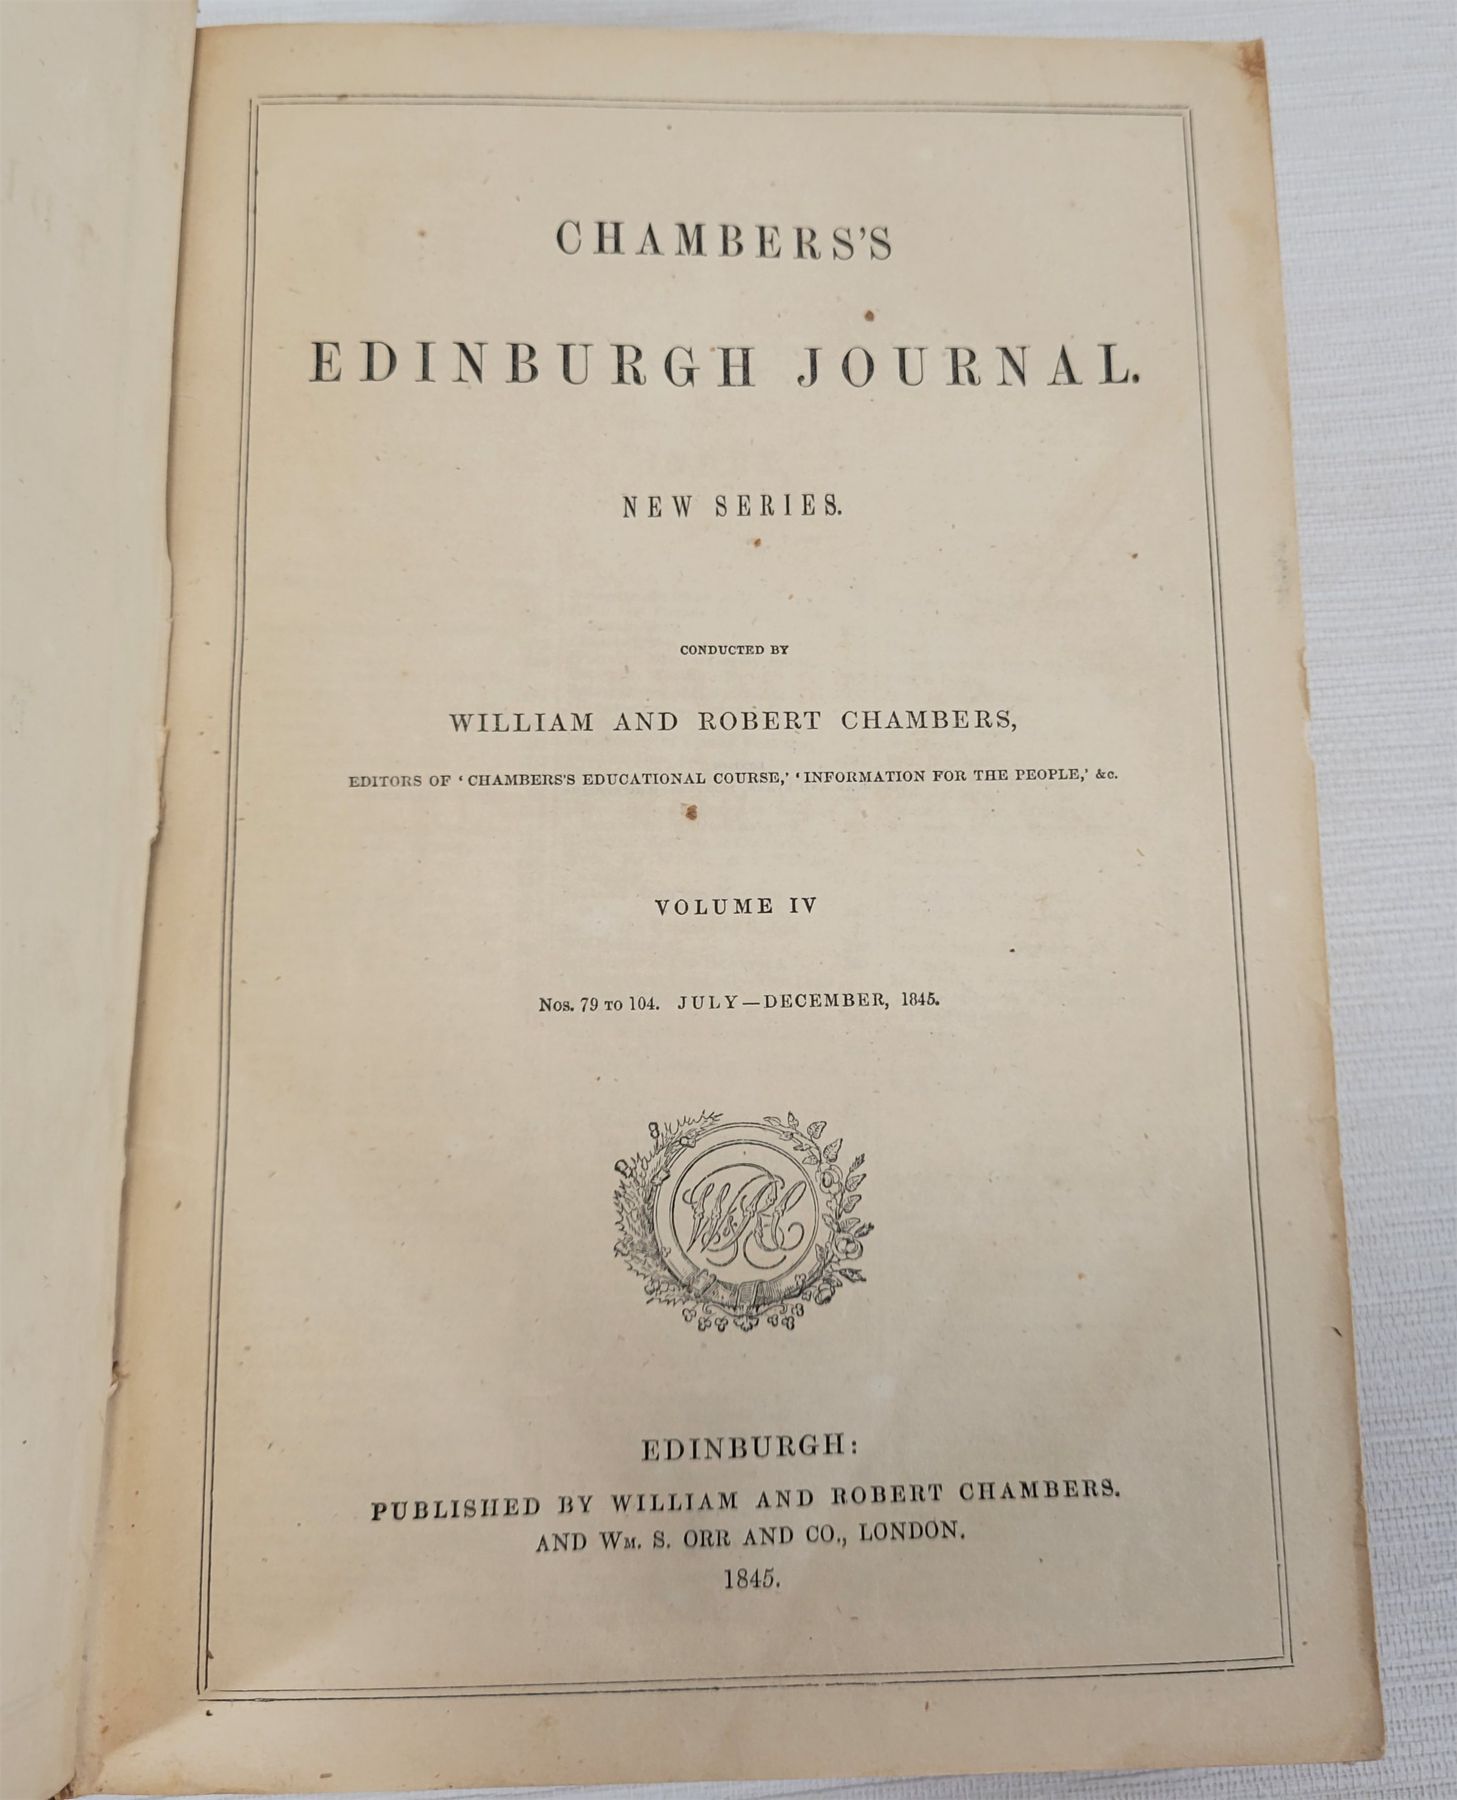 CHAMBERS'S
EDINBURGH JOURNAL.
NEW SERIES.
CONDUCTED BY
WILLIAM AND ROBERT CHAMBERS,
EDITORS OF ‘CHAMBERS'S EDUCATIONAL COURSE,’ ‘INFORMATION FOR THE PEOPLE,’ &c.
VOLUME IV
Nos. 79 TO 104. JULY—DECEMBER, 1845.
W & R C
EDINBURGH:
PUBLISHED BY WILLIAM AND ROBERT CHAMBERS.
AND WM. S. ORR AND CO., LONDON.
1845.